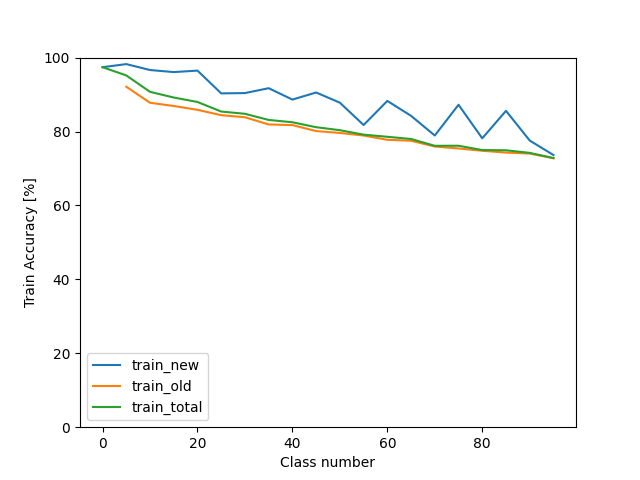 100
80
60
40
20
0
Train Accuracy [%]
train_new
train_old
train_total
0 20 40 60 80
Class number